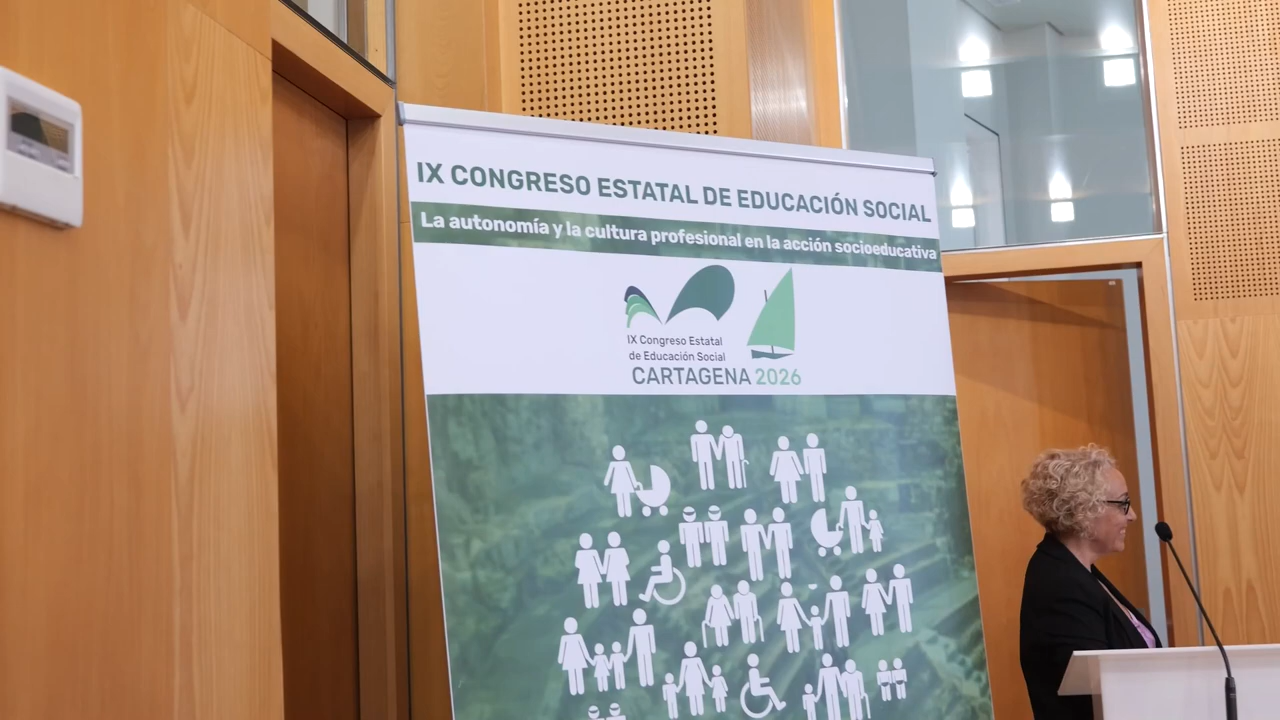 IX CONGRESO ESTATAL DE EDUCACIÓN SOCIAL
La autonomía y la cultura profesional en la acción socioeducativa
IX Congreso Estatal
de Educación Social
CARTAGENA 2026